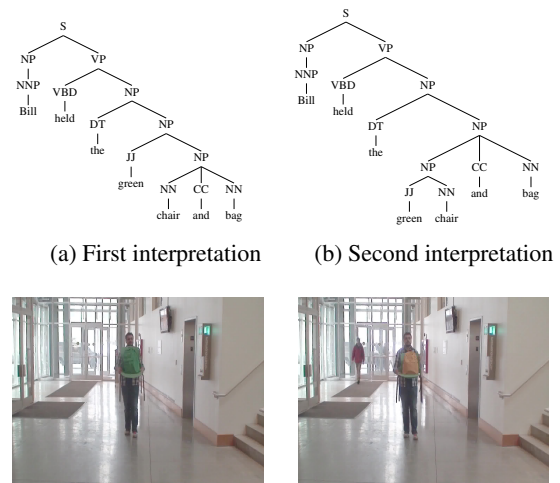 S
NP VP
NNP VBD NP
Bill held DT NP
the JJ NP
green NN CC NN
chair and bag
(a) First interpretation
S
NP VP
NNP VBD NP
Bill held DT NP
the NP CC NN
JJ NN and bag
green chair
(b) Second interpretation